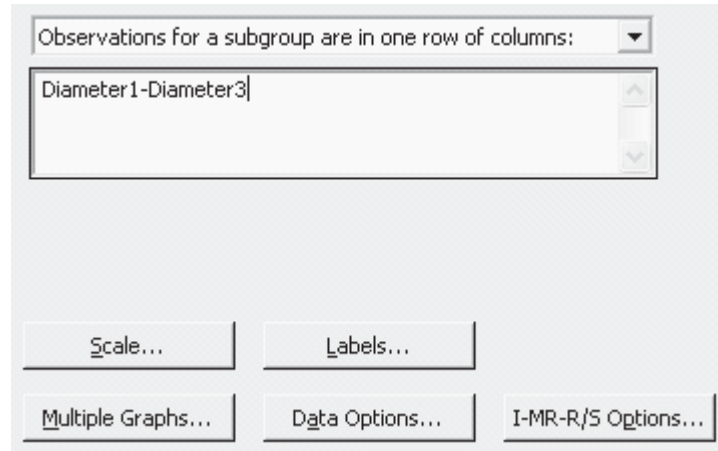 Observations for a subgroup are in one row of columns:
Diameter1-Diameter3
Scale...
Labels...
Multiple Graphs...
Data Options...
I-MR-R/S Options...